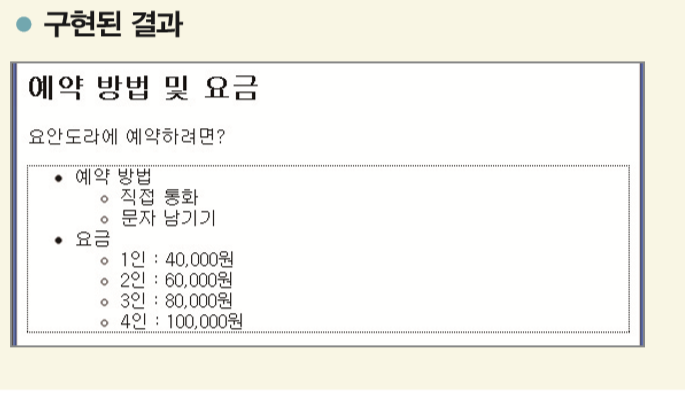 구현된 결과
예약 방법 및 요금
요안도라에 예약하려면?
예약 방법
직접 통화
문자 남기기
요금
1인 : 40,000원
2인 : 60,000원
3인 : 80,000원
4인 : 100,000원